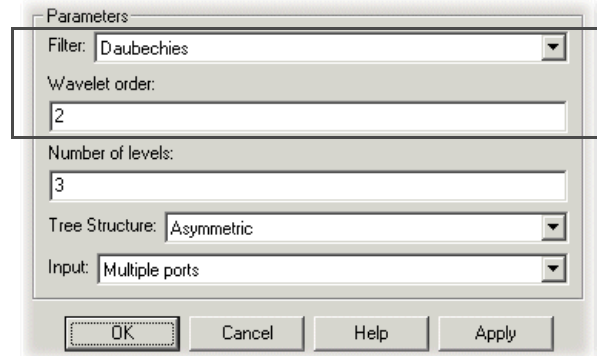 Parameters
Filter: Daubechies
Wavelet order:
2
Number of levels:
3
Tree Structure: Asymmetric
Input: Multiple ports
OK Cancel Help Apply